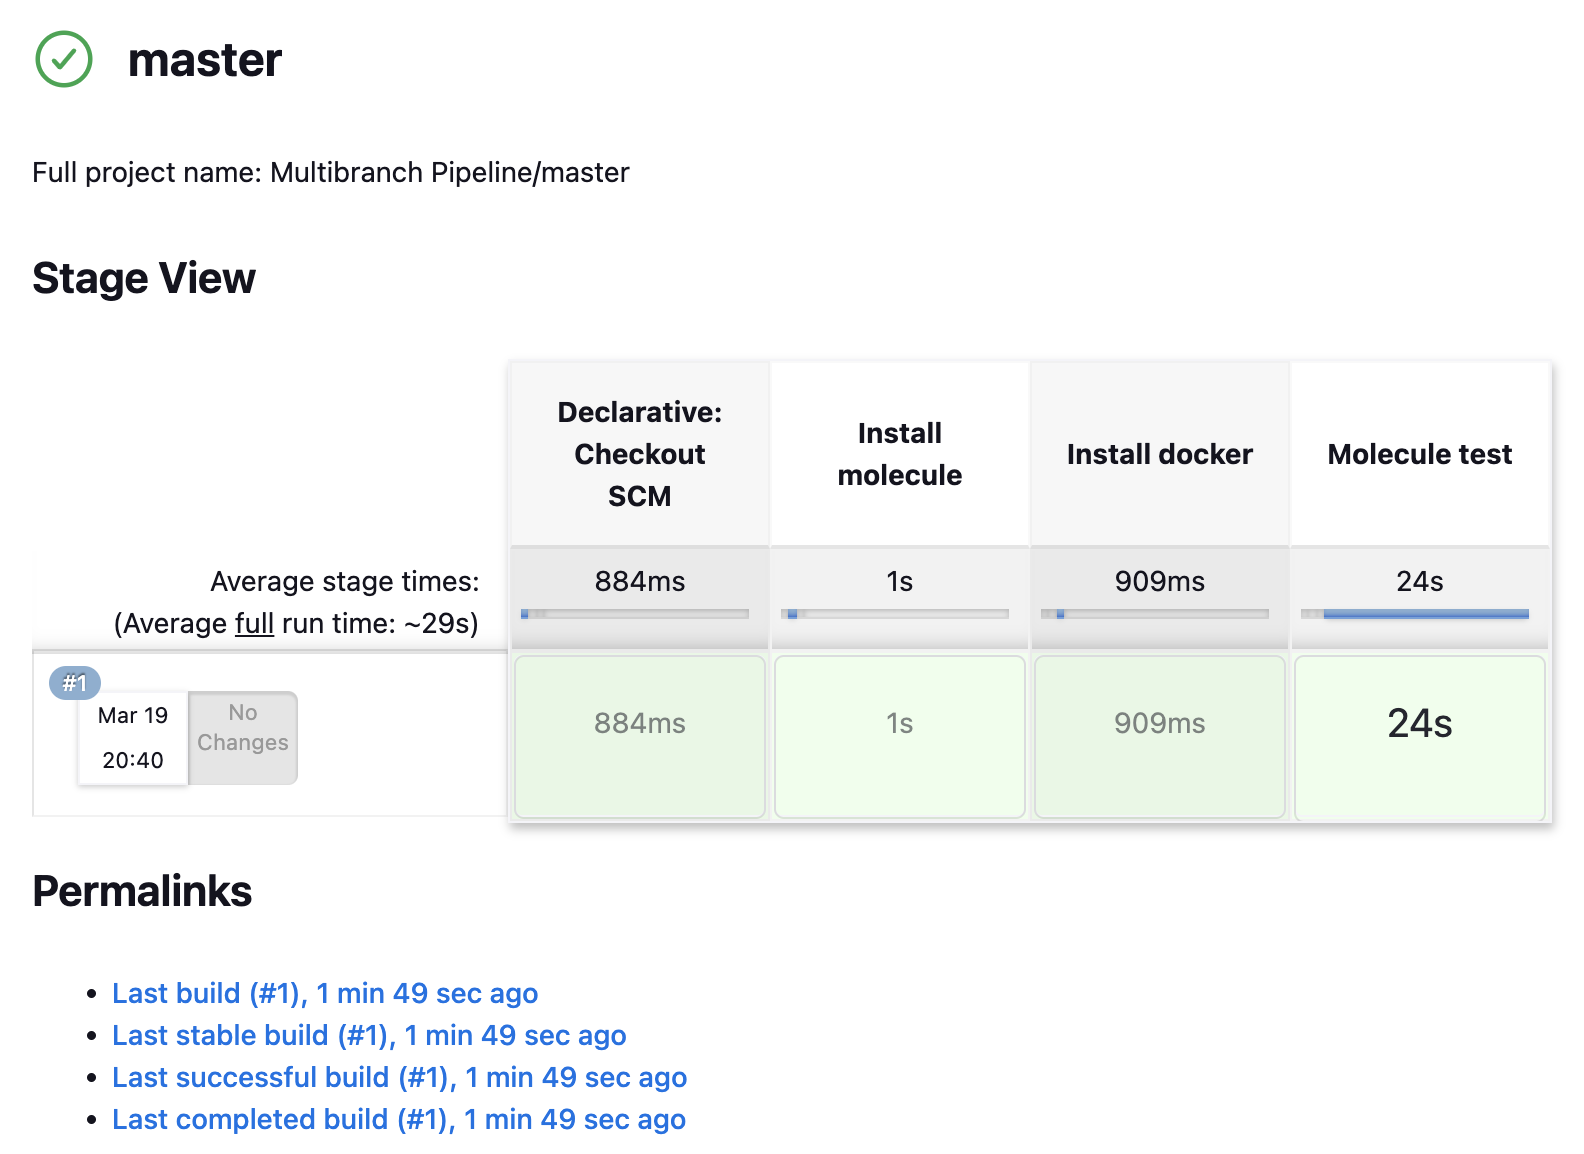 master
Full project name: Multibranch Pipeline/master
Stage View
Declarative:
Checkout
SCM
Install
molecule
Install docker
Molecule test
Average stage times:
(Average full run time: ~29s)
884ms
1s
909ms
24s
#1
Mar 19
20:40
No
Changes
884ms
1s
909ms
24s
Permalinks
Last build (#1), 1 min 49 sec ago
Last stable build (#1), 1 min 49 sec ago
Last successful build (#1), 1 min 49 sec ago
Last completed build (#1), 1 min 49 sec ago